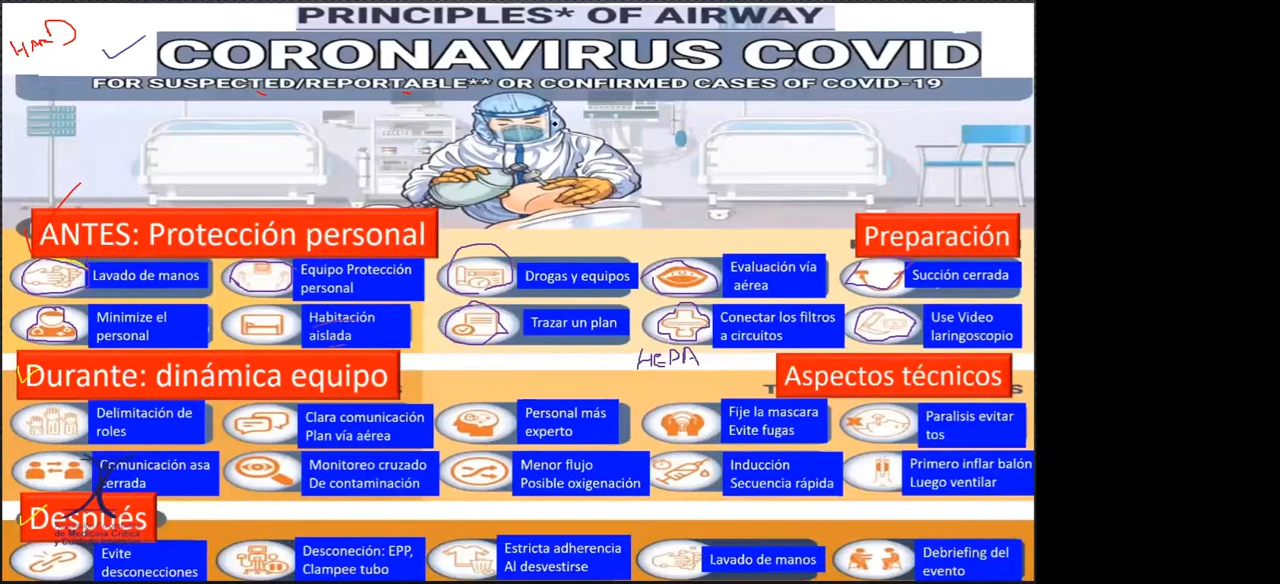 PRINCIPLES* OF AIRWAY
HARD
CORONAVIRUS COVID
FOR SUSPECTED/REPORTABLE** OR CONFIRMED CASES OF COVID-19
ANTES: Protección personal
Preparación
Lavado de manos
Equipo Protección
personal
Drogas y equipos
Evaluación vía
aérea
Succión cerrada
Minimize el
personal
Habitación
aislada
Trazar un plan
Conectar los filtros
a circuitos
Use Video
laringoscopio
HEPA
Durante: dinámica equipo
Aspectos técnicos
Delimitación de
roles
Clara comunicación
Plan vía aérea
Personal más
experto
Fije la mascara
Evite fugas
Paralisis evitar
tos
Comunicación asa
cerrada
Monitoreo cruzado
De contaminación
Menor flujo
Posible oxigenación
Inducción
Secuencia rápida
Primero inflar balón
Luego ventilar
Después
de Medicina Crítica
Evite
desconecciones
Desconeción: EPP,
Clampee tubo
Estricta adherencia
Al desvestirse
Lavado de manos
Debriefing del
evento